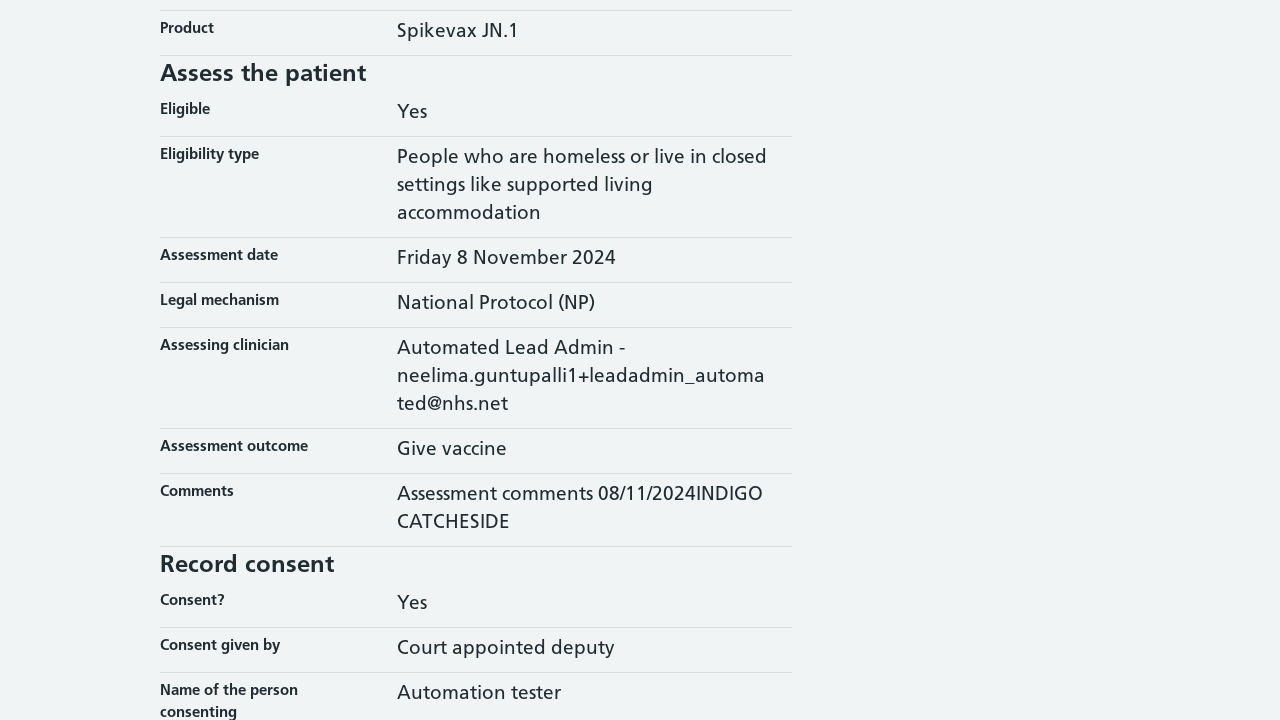 Product
Spikevax JN.1
Assess the patient
Eligible
Yes
Eligibility type
People who are homeless or live in closed
settings like supported living
accommodation
Assessment date
Friday 8 November 2024
Legal mechanism
National Protocol (NP)
Assessing clinician
Automated Lead Admin -
neelima.guntupalli1+leadadmin_automa
ted@nhs.net
Assessment outcome
Give vaccine
Comments
Assessment comments 08/11/2024INDIGO
CATCHESIDE
Record consent
Consent?
Yes
Consent given by
Court appointed deputy
Name of the person
consenting
Automation tester